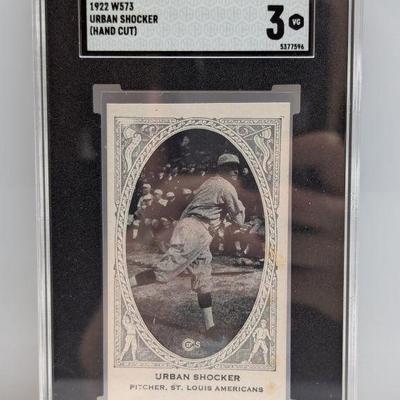 1922 W573
URBAN SHOCKER
(HAND CUT)
3
VG
5377596
URBAN SHOCKER
PITCHER, ST. LOUIS AMERICANS